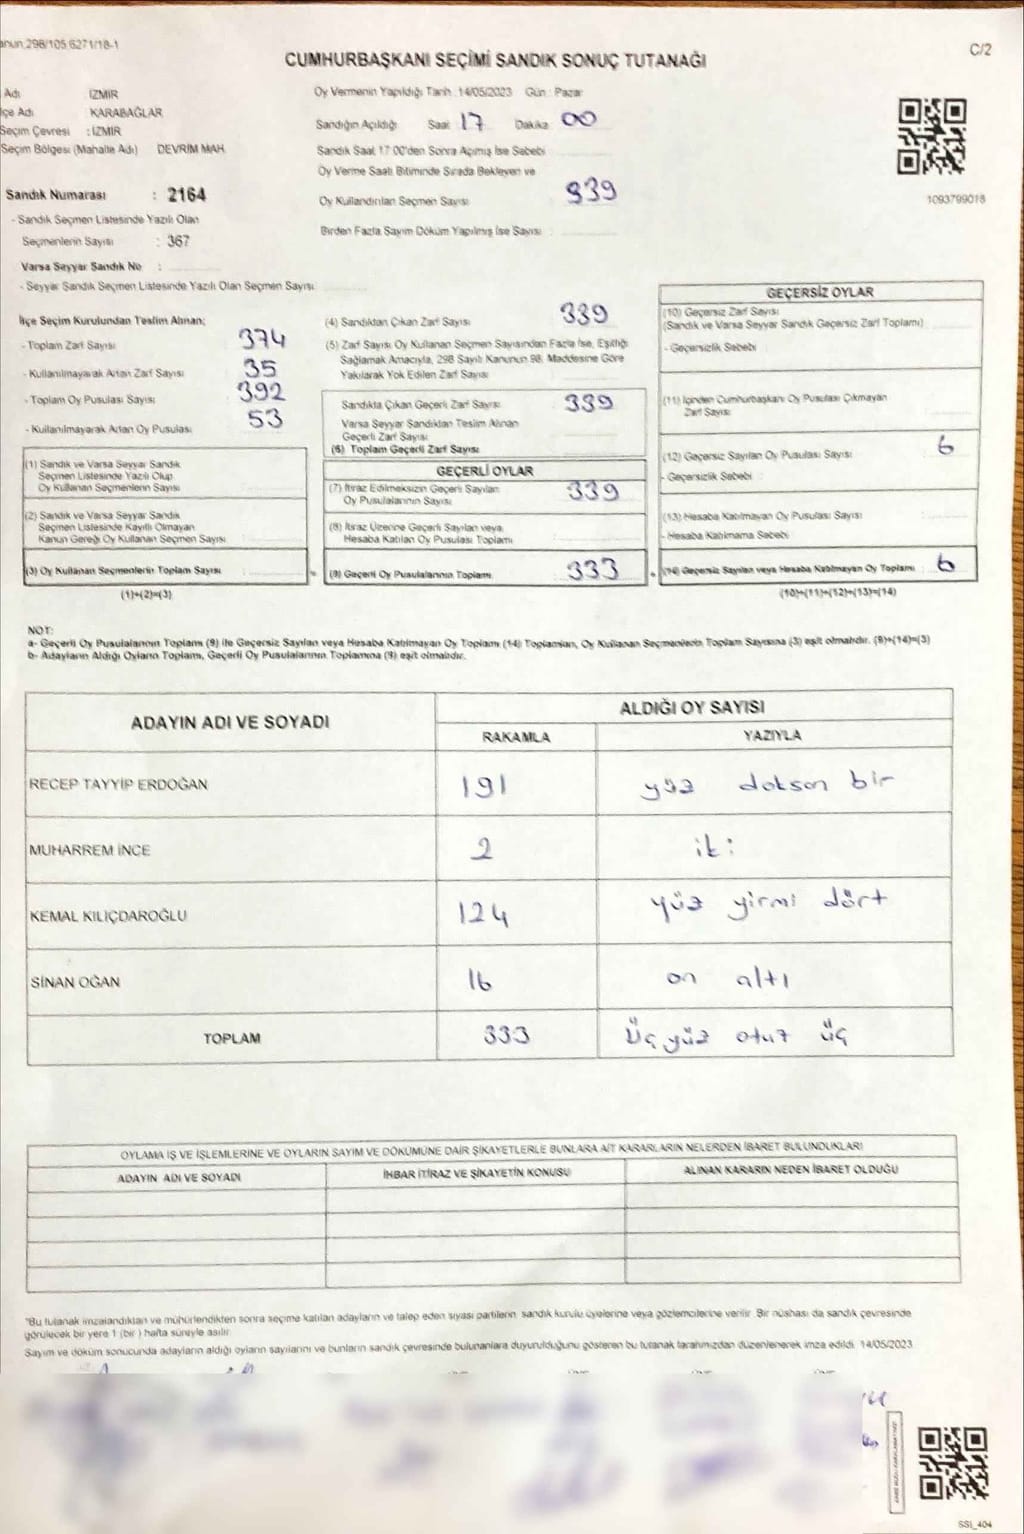 anun,298/105,6271/18-1
C/2
CUMHURBAŞKANI SEÇİMİ SANDIK SONUÇ TUTANAĞI
Adı İZMİR
lçe Adı KARABAĞLAR
Seçim Çevresi : İZMİR
Seçim Bölgesi (Mahalle Adı) DEVRİM MAH.
Sandık Numarası : 2164
- Sandık Seçmen Listesinde Yazılı Olan
Seçmenlerin Sayısı : 367
Varsa Seyyar Sandık No :
- Seyyar Sandık Seçmen Listesinde Yazılı Olan Seçmen Sayısı:
Oy Vermenin Yapıldığı Tarih :14/05/2023 Gün : Pazar
Sandığın Açıldığı Saat 17 Dakika 00
Sandık Saat 17:00'den Sonra Açılmış İse Sebebi
Oy Verme Saati Bitiminde Sırada Bekleyen ve
Oy Kullandırılan Seçmen Sayısı 339
Birden Fazla Sayım Döküm Yapılmış İse Sayısı :
1093799018
İlçe Seçim Kurulundan Teslim Alınan;
- Toplam Zarf Sayısı 374
- Kullanılmayarak Artan Zarf Sayısı 35
- Toplam Oy Pusulası Sayısı 392
- Kullanılmayarak Artan Oy Pusulası 53
(1) Sandık ve Varsa Seyyar Sandık
Seçmen Listesinde Yazılı Olup
Oy Kullanan Seçmenlerin Sayısı
(2) Sandık ve Varsa Seyyar Sandık
Seçmen Listesinde Kayıtlı Olmayan
Kanun Gereği Oy Kullanan Seçmen Sayısı :
(3) Oy Kullanan Seçmenlerin Toplam Sayısı :
(1)+(2)=(3)
(4) Sandıktan Çıkan Zarf Sayısı 339
(5) Zarf Sayısı Oy Kullanan Seçmen Sayısından Fazla İse, Eşitliği
Sağlamak Amacıyla, 298 Sayılı Kanunun 98. Maddesine Göre
Yakılarak Yok Edilen Zarf Sayısı
Sandıkta Çıkan Geçerli Zarf Sayısı 339
Varsa Seyyar Sandıktan Teslim Alınan
Geçerli Zarf Sayısı
(6) Toplam Geçerli Zarf Sayısı
GEÇERLİ OYLAR
(7) İtiraz Edilmeksizin Geçerli Sayılan
Oy Pusulalarının Sayısı 339
(8) İtiraz Üzerine Geçerli Sayılan veya
Hesaba Katılan Oy Pusulası Toplamı
(9) Geçerli Oy Pusulalarının Toplamı 333
GEÇERSİZ OYLAR
(10) Geçersiz Zarf Sayısı
(Sandık ve Varsa Seyyar Sandık Geçersiz Zarf Toplamı)
- Geçersizlik Sebebi :
(11) İçinden Cumhurbaşkanı Oy Pusulası Çıkmayan
Zarf Sayısı
(12) Geçersiz Sayılan Oy Pusulası Sayısı 6
- Geçersizlik Sebebi :
(13) Hesaba Katılmayan Oy Pusulası Sayısı
- Hesaba Katılmama Sebebi
(14) Geçersiz Sayılan veya Hesaba Katılmayan Oy Toplamı : 6
(10)+(11)+(12)+(13)=(14)
NOT:
a- Geçerli Oy Pusulalarının Toplamı (9) ile Geçersiz Sayılan veya Hesaba Katılmayan Oy Toplamı (14) Toplamları, Oy Kullanan Seçmenlerin Toplam Sayısına (3) eşit olmalıdır. (9)+(14)=(3)
b- Adayların Aldığı Oyların Toplamı, Geçerli Oy Pusulalarının Toplamına (9) eşit olmalıdır.
ADAYIN ADI VE SOYADI ALDIĞI OY SAYISI
RAKAMLA YAZIYLA
RECEP TAYYİP ERDOĞAN 191 yüz doksan bir
MUHARREM İNCE 2 iki
KEMAL KILIÇDAROĞLU 124 yüz yirmi dört
SİNAN OĞAN 16 on altı
TOPLAM 333 Üç yüz otuz üç
OYLAMA İŞ VE İŞLEMLERİNE VE OYLARIN SAYIM VE DÖKÜMÜNE DAİR ŞİKAYETLERLE BUNLARA AİT KARARLARIN NELERDEN İBARET BULUNDUKLARI
ADAYIN ADI VE SOYADI İHBAR İTİRAZ VE ŞİKAYETİN KONUSU ALINAN KARARIN NEDEN İBARET OLDUĞU
*Bu tutanak imzalandıktan ve mühürlendikten sonra seçime katılan adayların ve talep eden siyasi partilerin sandık kurulu üyelerine veya gözlemcilerine verilir. Bir nüshası da sandık çevresinde
görülecek bir yere 1 (bir ) hafta süreyle asılır.
Sayım ve döküm sonucunda adayların aldığı oyların sayılarını ve bunların sandık çevresinde bulunanlara duyurulduğunu gösteren bu tutanak tarafımızdan düzenlenerek imza edildi. 14/05/2023
SSİ_404